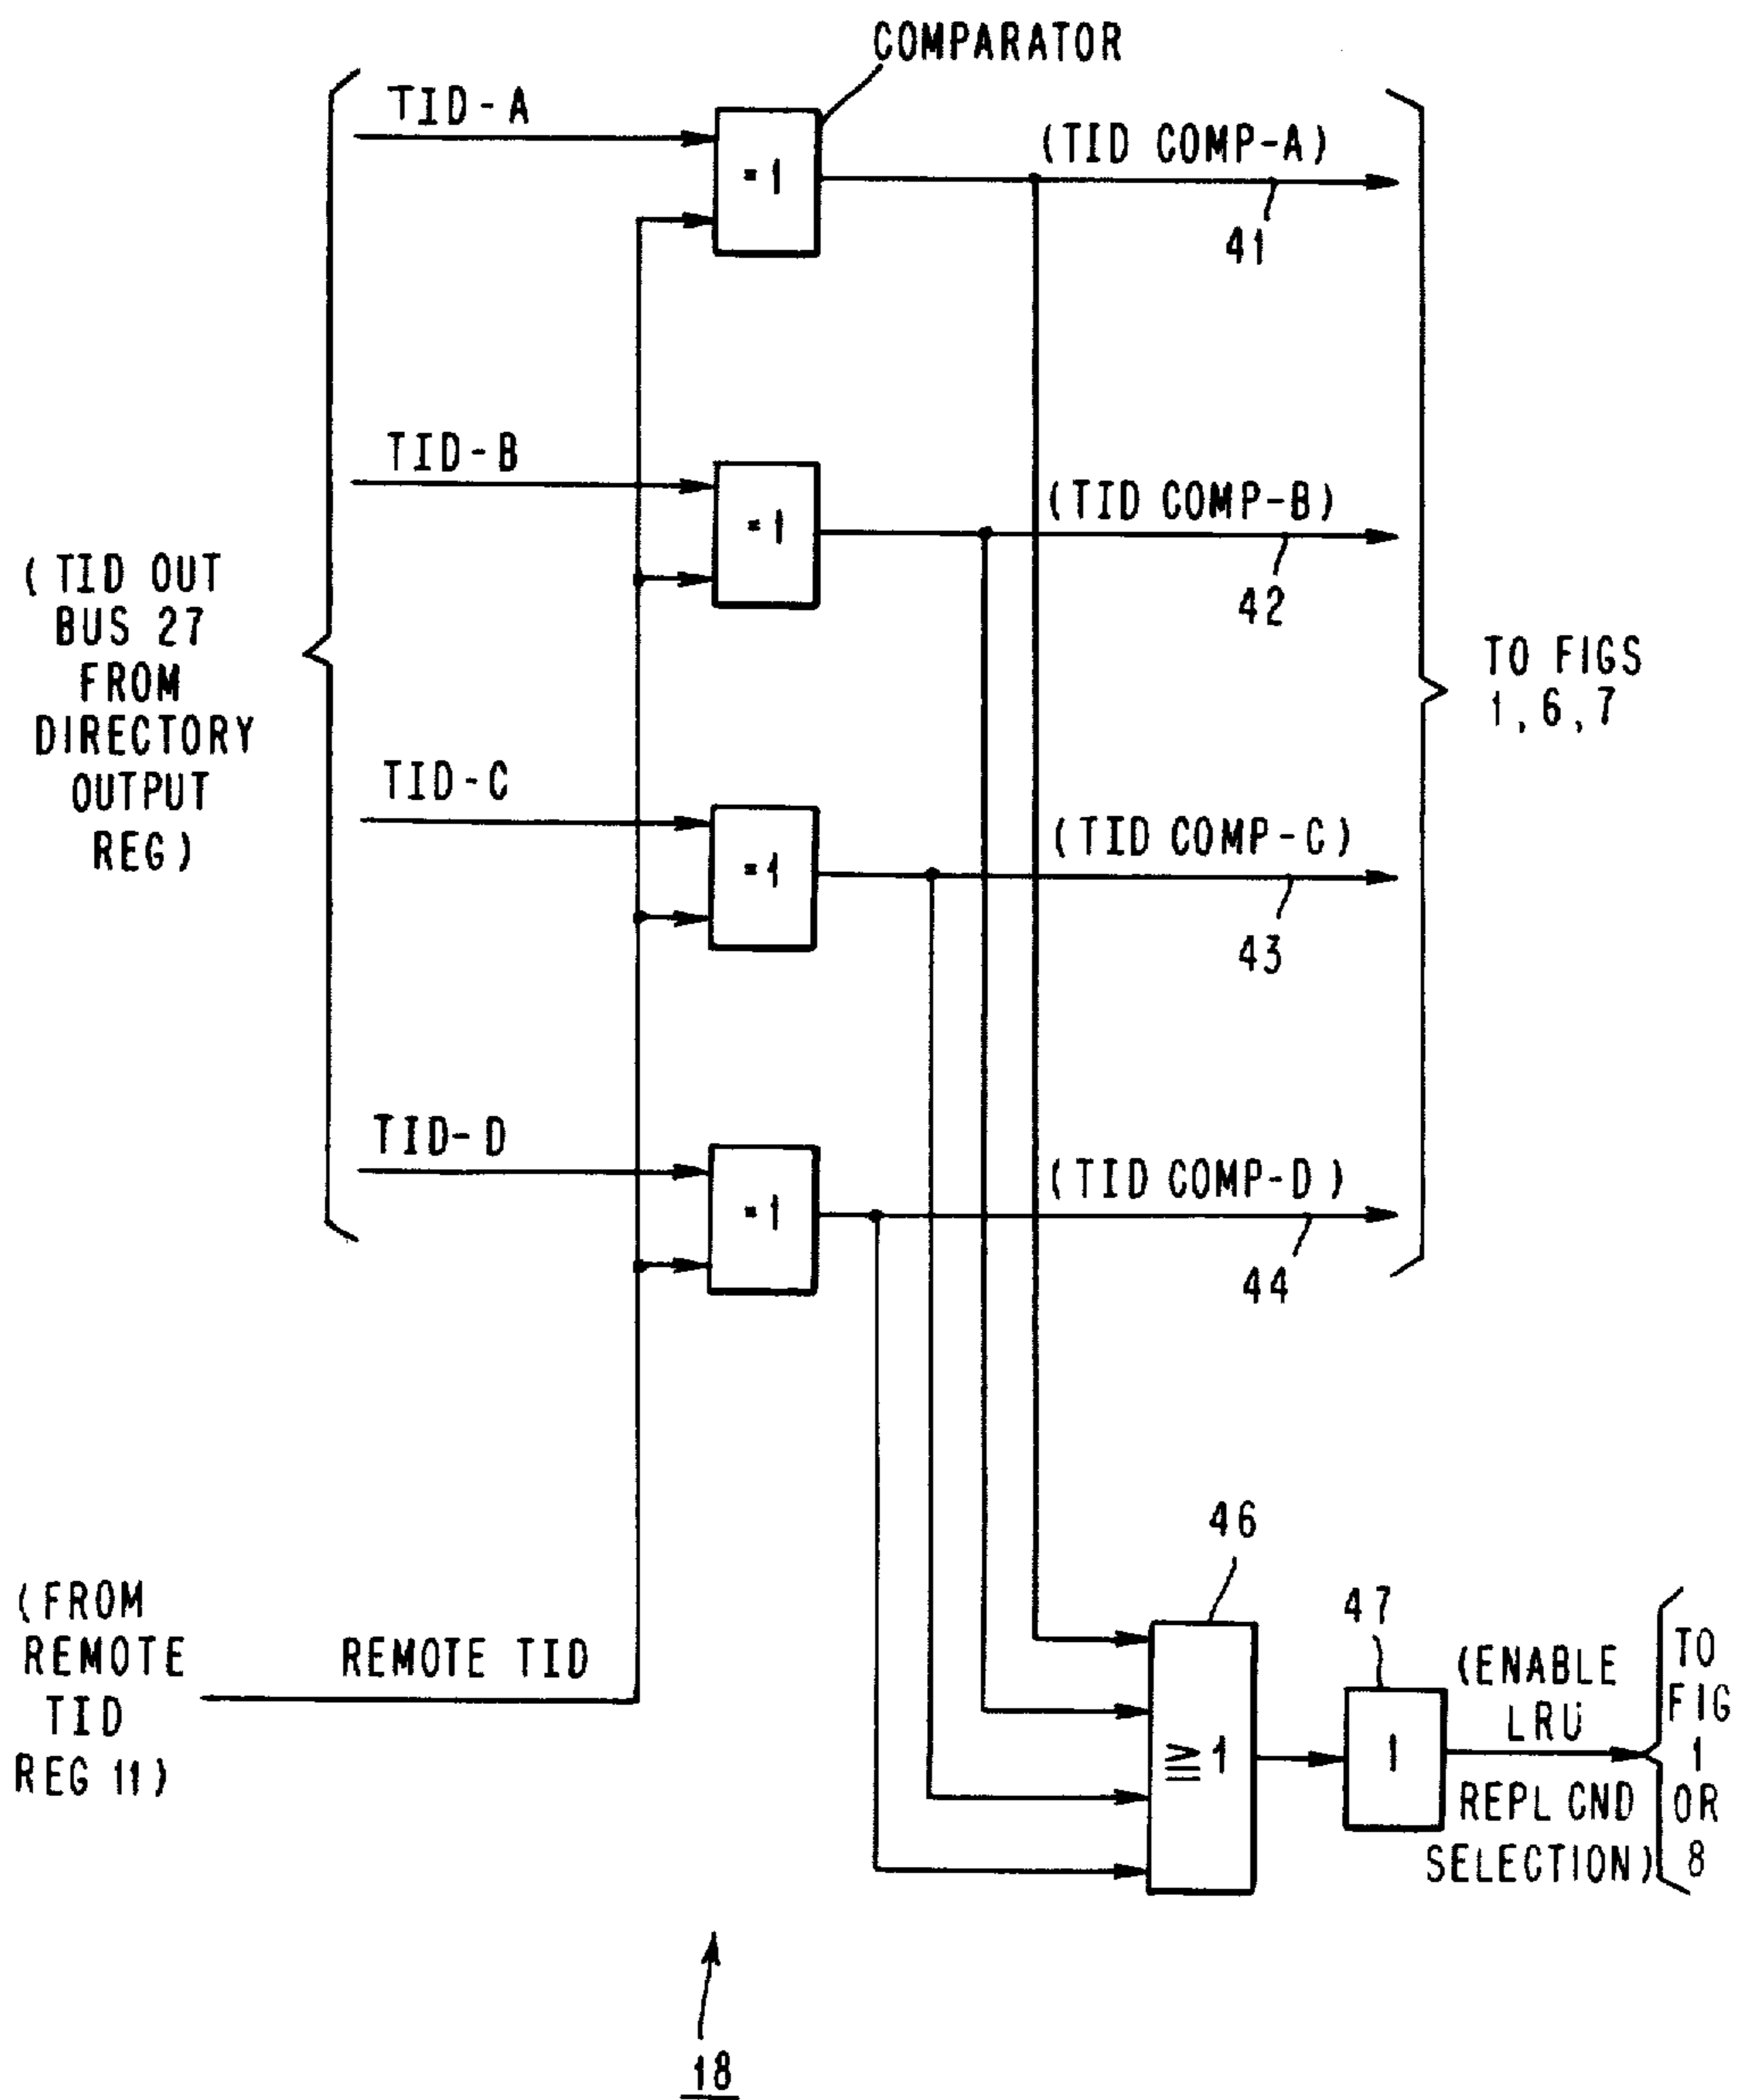 COMPARATOR
TID-A
= 1
(TID COMP-A)
41
TID-B
= 1
(TID COMP-B)
42
(TID OUT
BUS 27
FROM
DIRECTORY
OUTPUT
REG)
TO FIGS
1,6,7
TID-C
= 1
(TID COMP-C)
43
TID-D
= 1
(TID COMP-D)
44
46
47
(FROM
REMOTE
TID
REG 11)
REMOTE TID
≧ 1
1
(ENABLE
LRU
REPL CND
SELECTION)
TO
FIG
1
OR
8
18